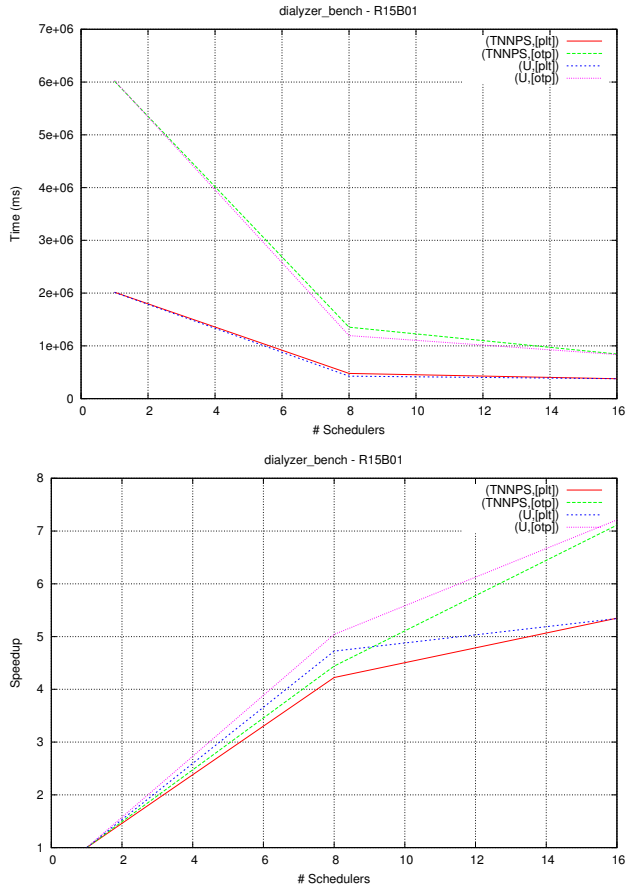 dialyzer_bench - R15B01
7e+06
6e+06
5e+06
4e+06
3e+06
2e+06
1e+06
0
Time (ms)
(TNNPS,[plt])
(TNNPS,[otp])
(U,[plt])
(U,[otp])
0 2 4 6 8 10 12 14 16
# Schedulers
dialyzer_bench - R15B01
8
7
6
5
4
3
2
1
Speedup
(TNNPS,[plt])
(TNNPS,[otp])
(U,[plt])
(U,[otp])
0 2 4 6 8 10 12 14 16
# Schedulers